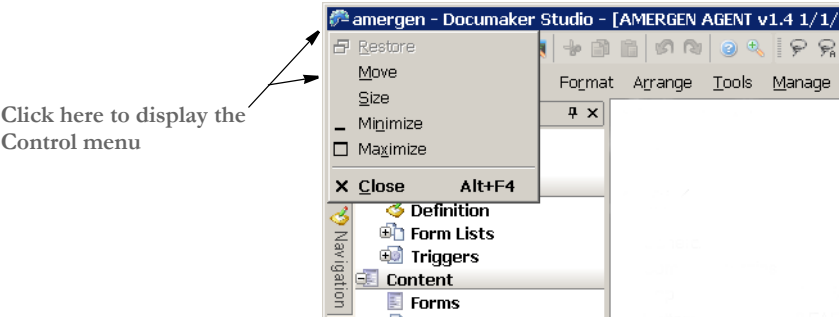 amergen - Documaker Studio - [AMERGEN AGENT v1.4 1/1/
Restore
Move
Format Arrange Tools Manage
Size
Click here to display the
Control menu
Minimize
Maximize
Close Alt+F4
Definition
Form Lists
Triggers
Content
Forms
Navigation